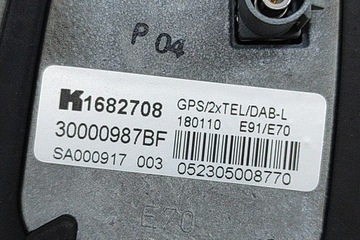 P 04
K1682708
GPS/2xTEL/DAB-L
30000987BF
180110 E91/E70
SA000917 003
052305008770
E70